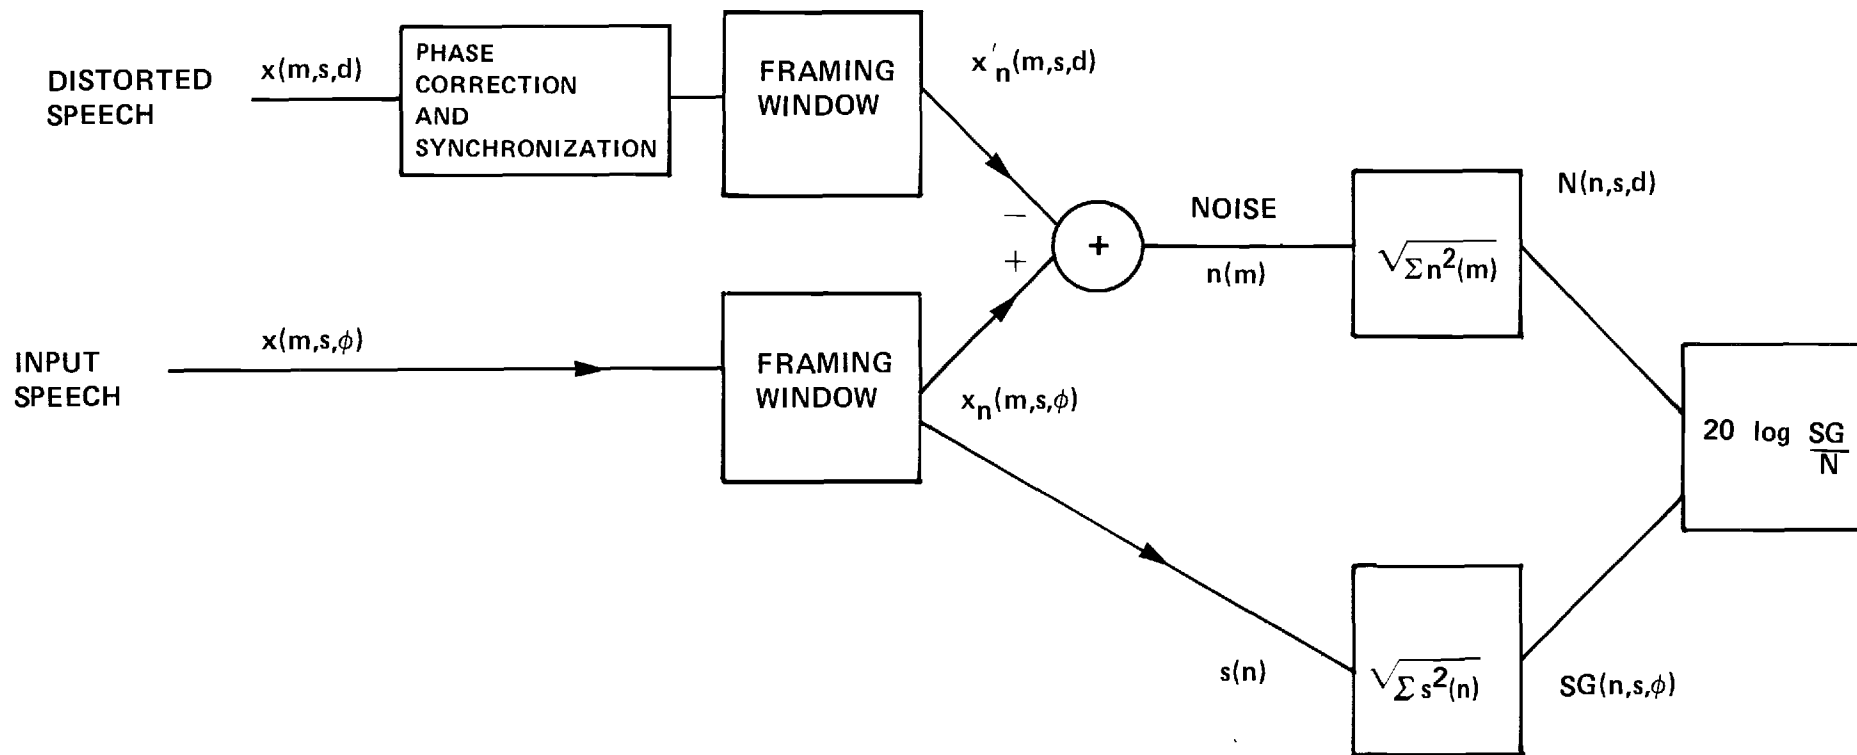 DISTORTED
SPEECH
x(m,s,d)
PHASE
CORRECTION
AND
SYNCHRONIZATION
FRAMING
WINDOW
x'n(m,s,d)
−
+
+
NOISE
n(m)
√Σn²(m)
N(n,s,d)
INPUT
SPEECH
x(m,s,ϕ)
FRAMING
WINDOW
xn(m,s,ϕ)
s(n)
√Σs²(n)
SG(n,s,ϕ)
20 log SG
N